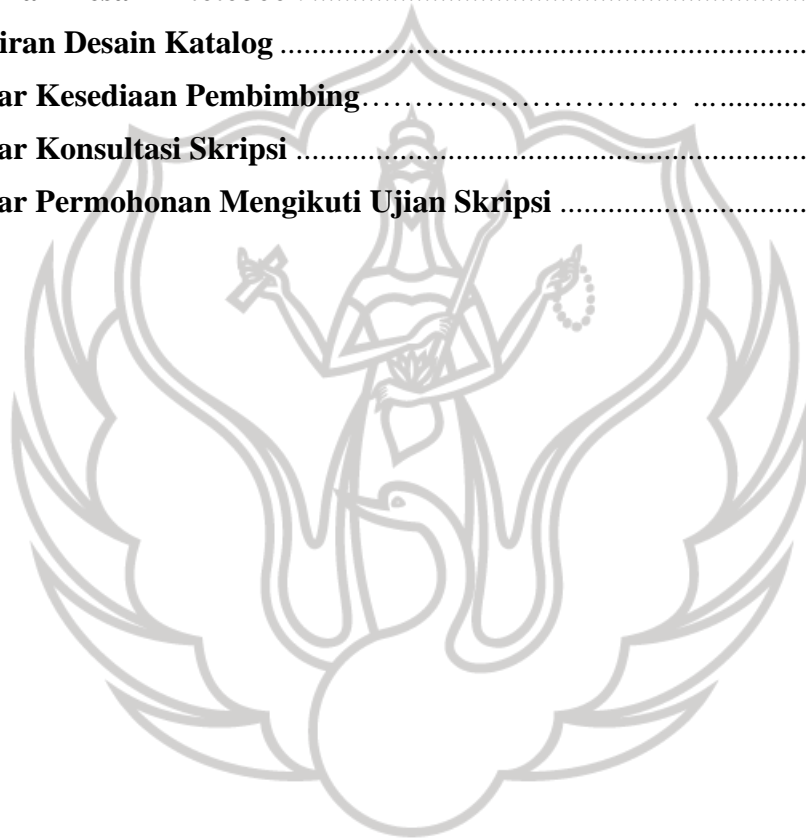 iran Desain Katalog ..........................................................................
ar Kesediaan Pembimbing………………………… ..............
ar Konsultasi Skripsi ........................................................................
ar Permohonan Mengikuti Ujian Skripsi ..................................